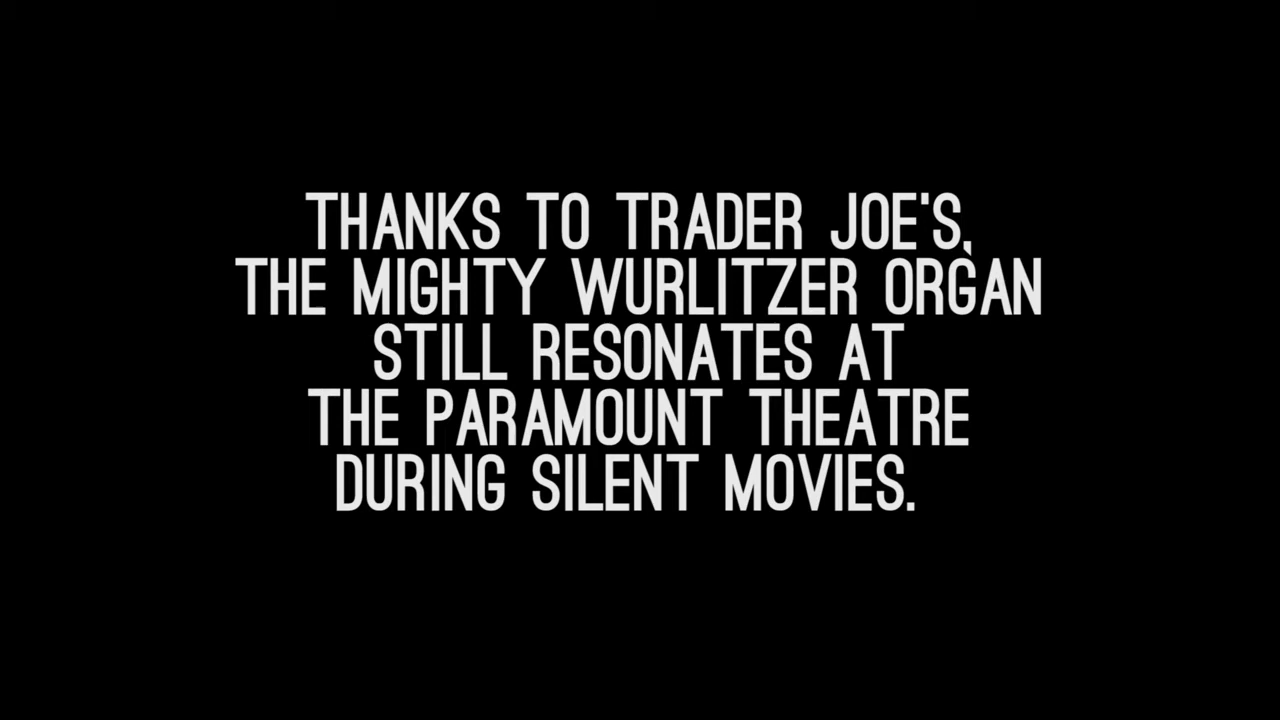 THANKS TO TRADER JOE'S,
THE MIGHTY WURLITZER ORGAN
STILL RESONATES AT
THE PARAMOUNT THEATRE
DURING SILENT MOVIES.